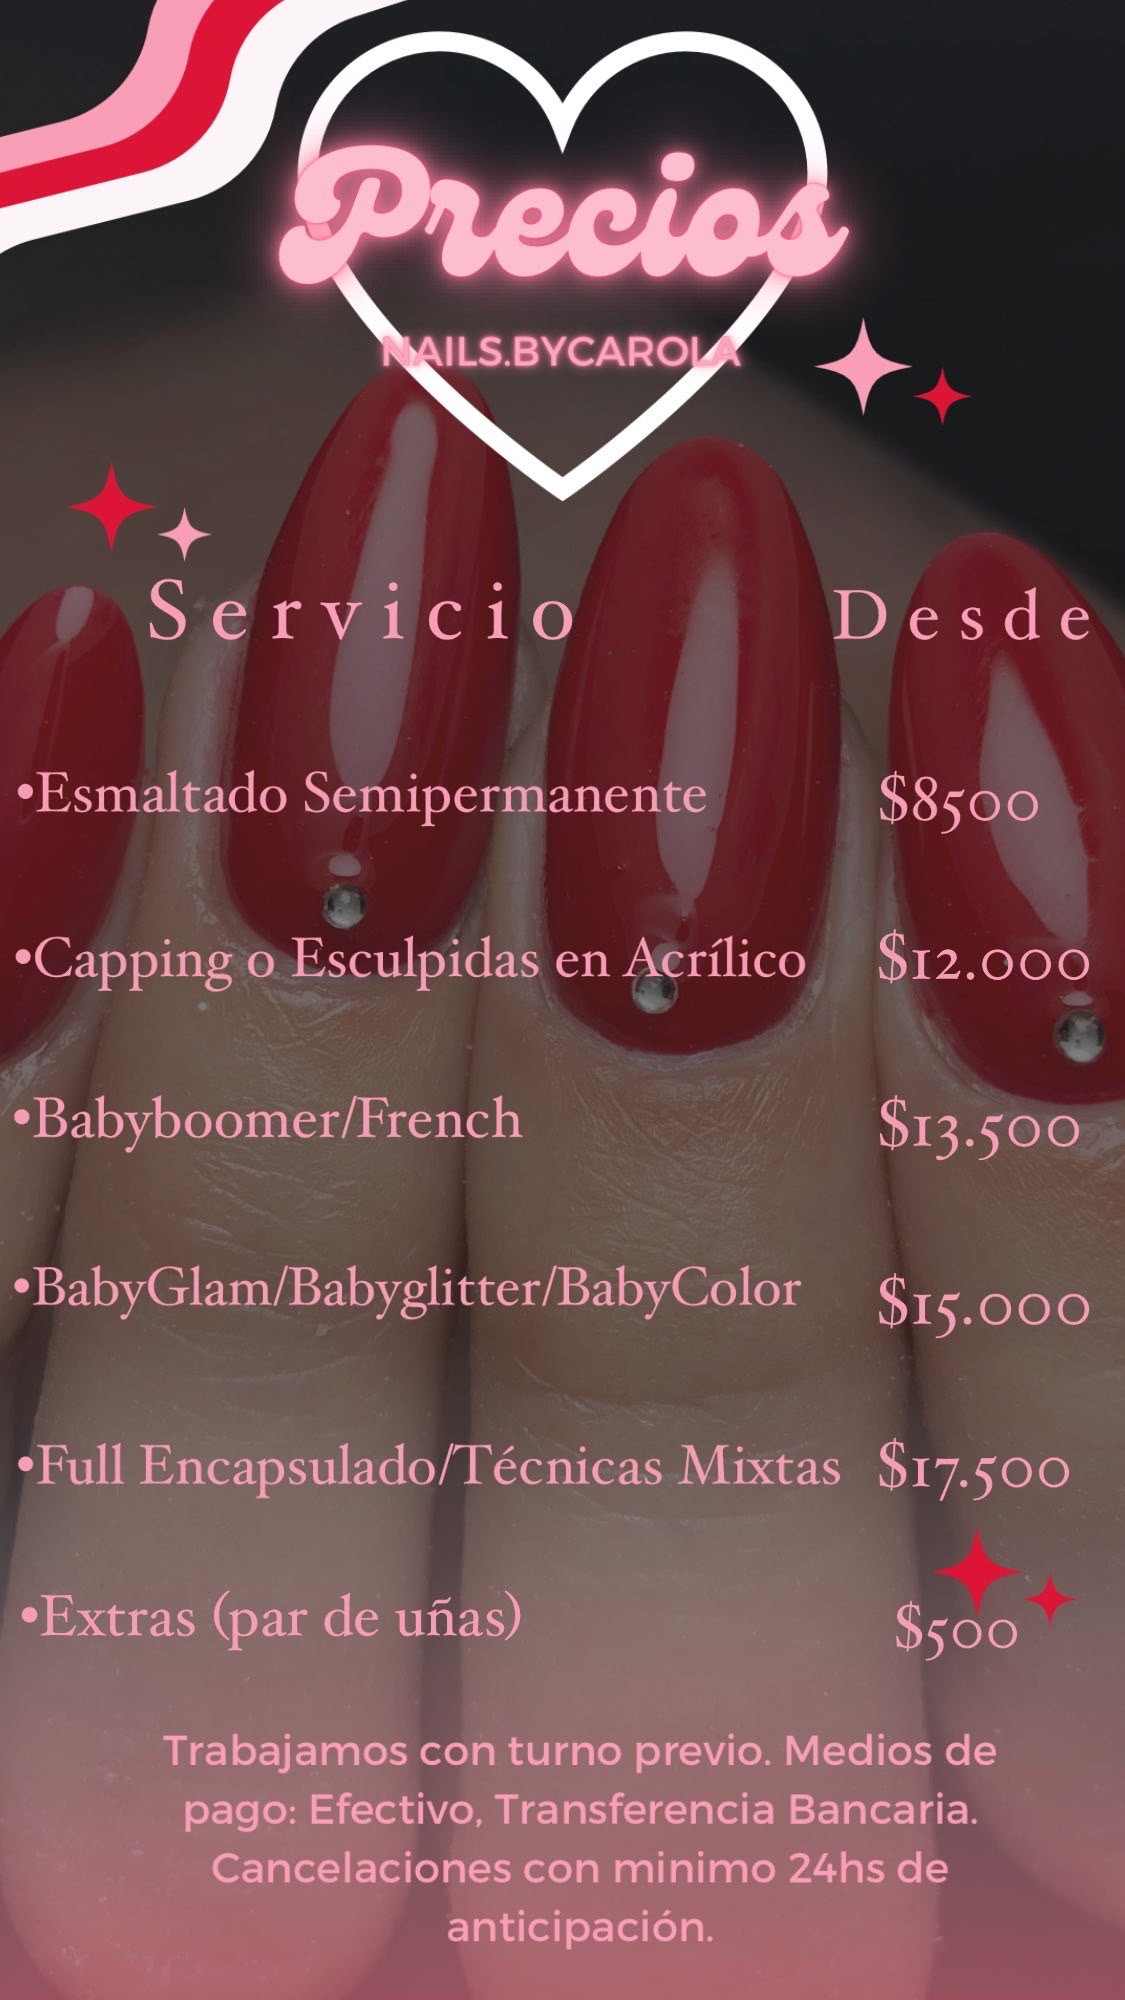 Precios
NAILS.BYCAROLA
Servicio Desde
•Esmaltado Semipermanente $8500
•Capping o Esculpidas en Acrílico $12.000
•Babyboomer/French $13.500
•BabyGlam/Babyglitter/BabyColor $15.000
•Full Encapsulado/Técnicas Mixtas $17.500
•Extras (par de uñas) $500
Trabajamos con turno previo. Medios de
pago: Efectivo, Transferencia Bancaria.
Cancelaciones con minimo 24hs de
anticipación.